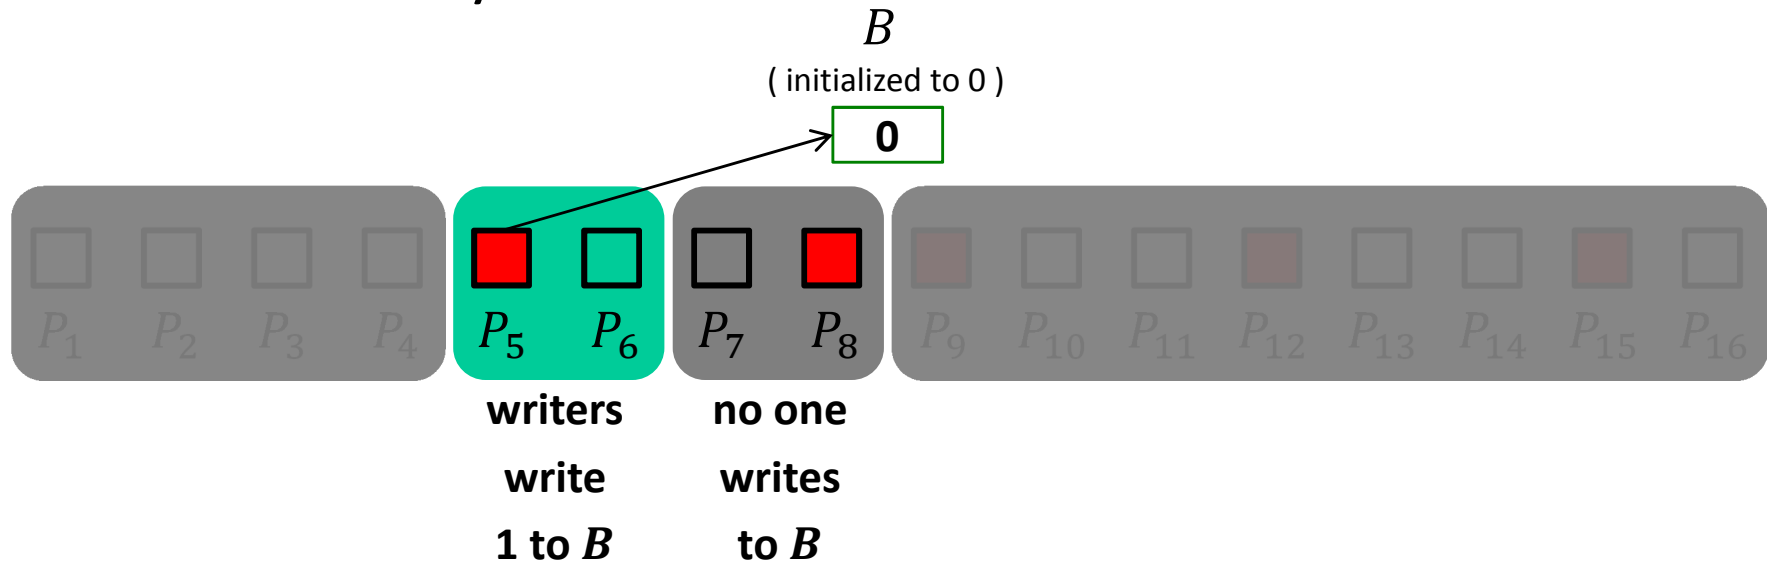 B
( initialized to 0 )
0
P₁ P₂ P₃ P₄ P₅ P₆ P₇ P₈ P₉ P₁₀ P₁₁ P₁₂ P₁₃ P₁₄ P₁₅ P₁₆
writers no one
write writes
1 to B to B